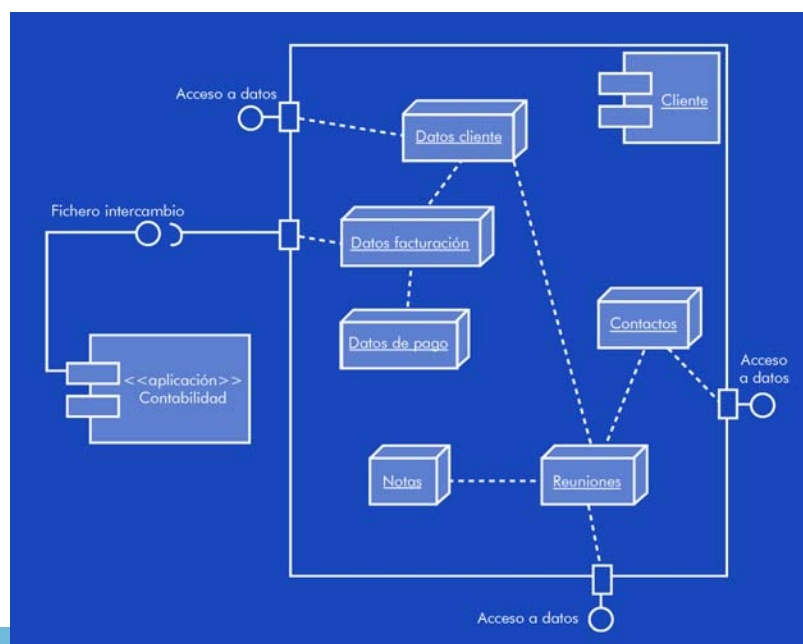 Acceso a datos
Cliente
Datos cliente
Fichero intercambio
Datos facturación
Contactos
Datos de pago
Acceso
a datos
<<aplicación>>
Contabilidad
Notas
Reuniones
Acceso a datos